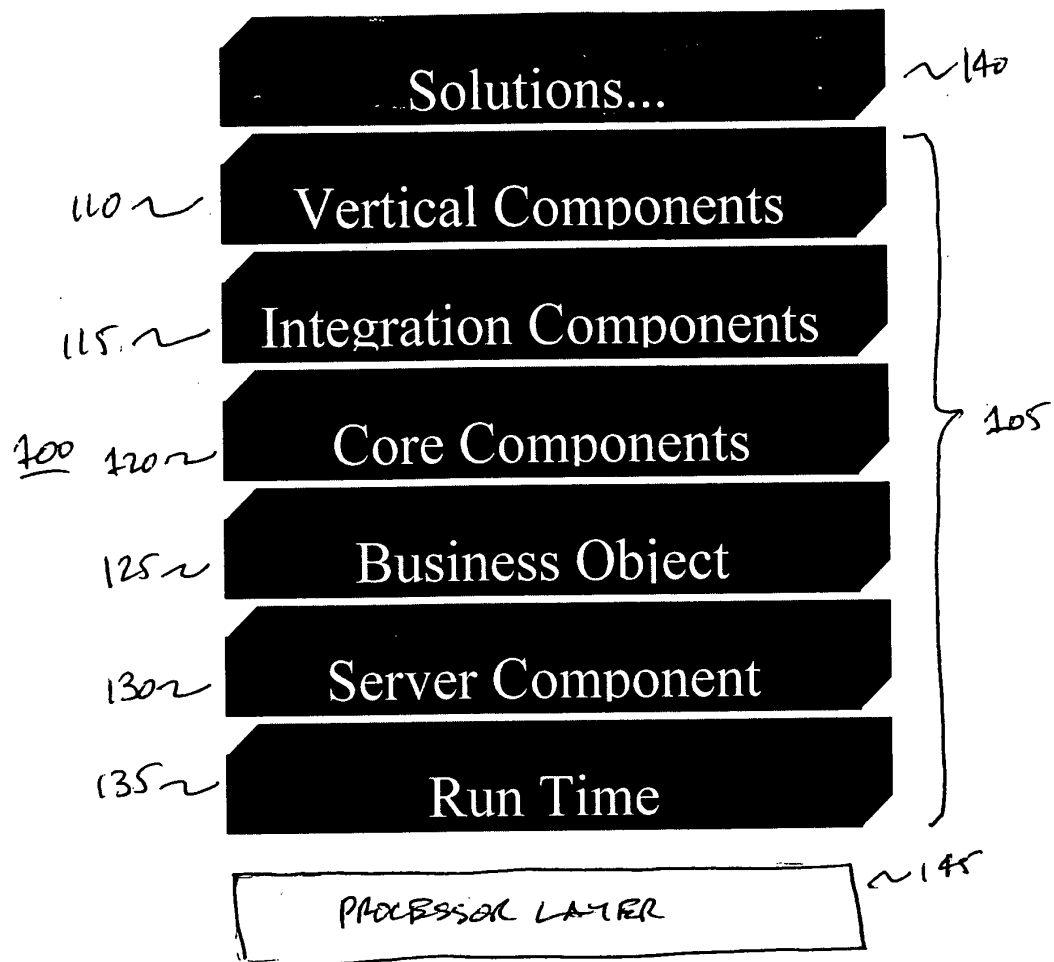 Solutions...
140
110
Vertical Components
115
Integration Components
105
100
120
Core Components
125
Business Object
130
Server Component
135
Run Time
145
PROCESSOR LAYER